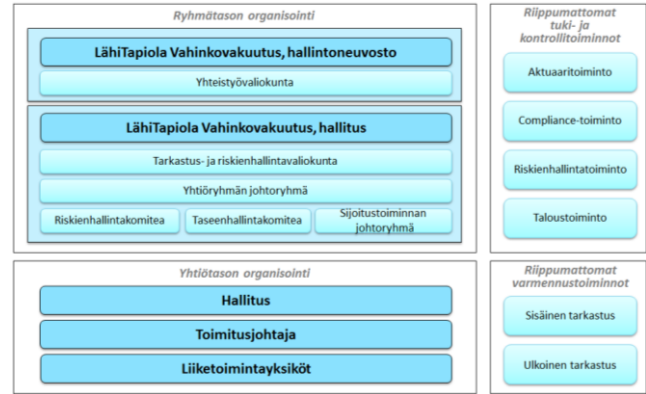 Ryhmätason organisointi
LähiTapiola Vahinkovakuutus, hallintoneuvosto
Yhteistyövaliokunta
LähiTapiola Vahinkovakuutus, hallitus
Tarkastus- ja riskienhallintavaliokunta
Yhtiöryhmän johtoryhmä
Riskienhallintakomitea
Taseenhallintakomitea
Sijoitustoiminnan
johtoryhmä
Riippumattomat
tuki- ja
kontrollitoiminnot
Aktuaaritoiminto
Compliance-toiminto
Riskienhallintatoiminto
Taloustoiminto
Yhtiötason organisointi
Hallitus
Toimitusjohtaja
Liiketoimintayksiköt
Riippumattomat
varmennustoiminnot
Sisäinen tarkastus
Ulkoinen tarkastus